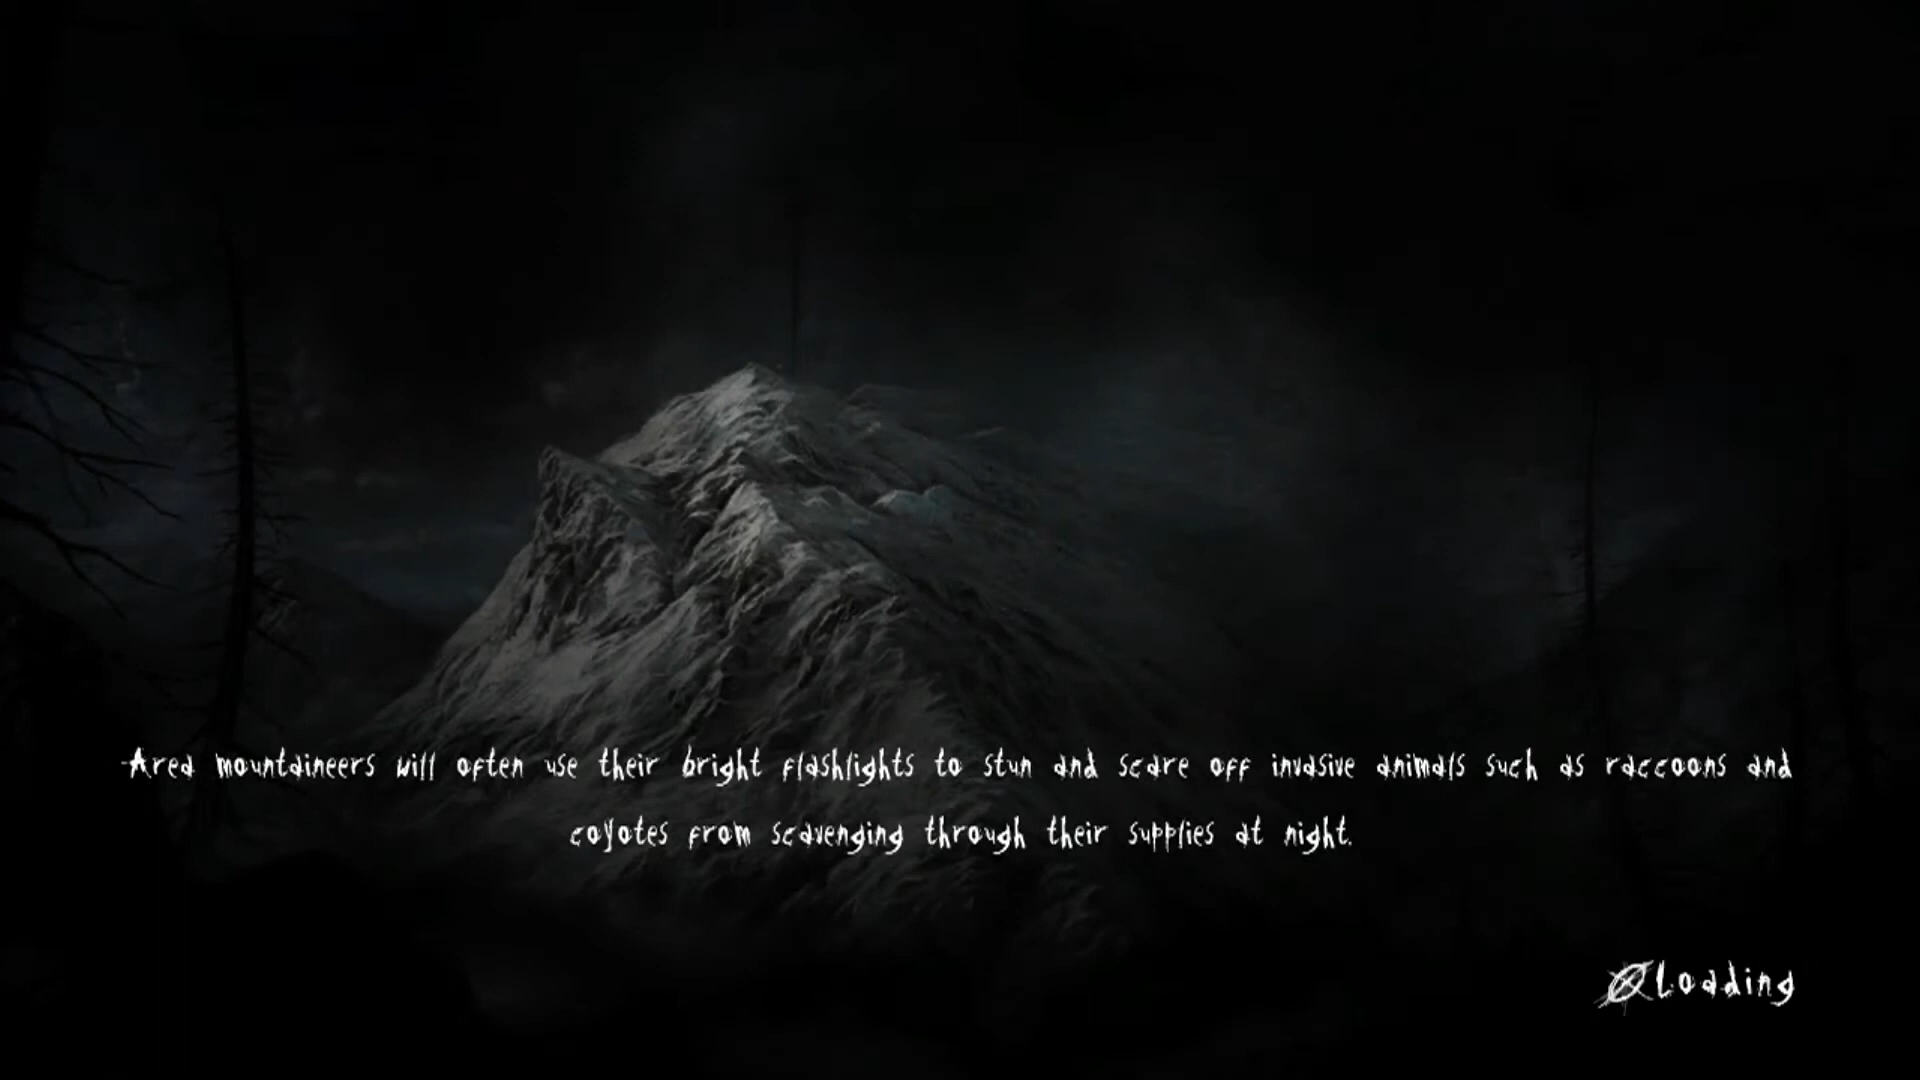 Area mountaineers will often use their bright flashlights to stun and scare off invasive animals such as raccoons and
coyotes from scavenging through their supplies at night.
Loading